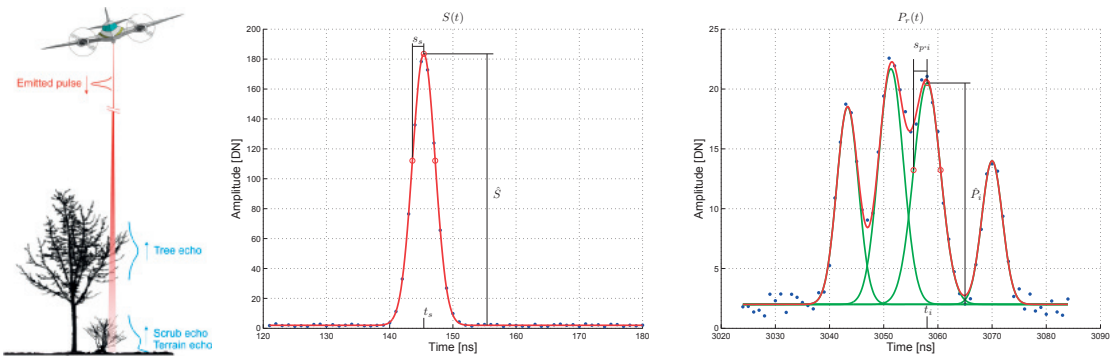 Emitted pulse
Tree echo
Scrub echo
Terrain echo
S(t)
Amplitude [DN]
200
180
160
140
120
100
80
60
40
20
0
120
130
140
150
160
170
180
Time [ns]
s_s
Ŝ
t_s
P_r(t)
Amplitude [DN]
25
20
15
10
5
0
3020
3030
3040
3050
3060
3070
3080
3090
Time [ns]
s_{p,i}
P̂_i
t_i